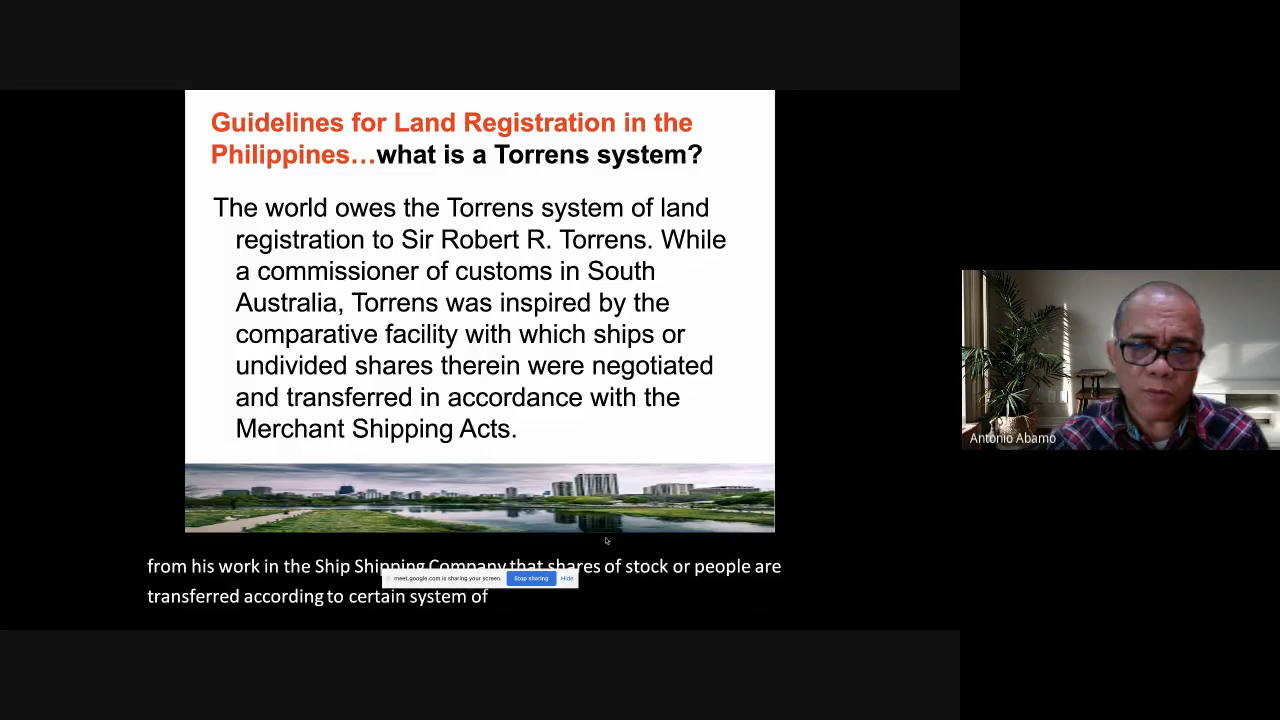 Guidelines for Land Registration in the
Philippines…what is a Torrens system?
The world owes the Torrens system of land
registration to Sir Robert R. Torrens. While
a commissioner of customs in South
Australia, Torrens was inspired by the
comparative facility with which ships or
undivided shares therein were negotiated
and transferred in accordance with the
Merchant Shipping Acts.
Antonio Abamo
from his work in the Ship Shipping Company that shares of stock or people are
meet.google.com is sharing your screen. Stop sharing Hide
transferred according to certain system of